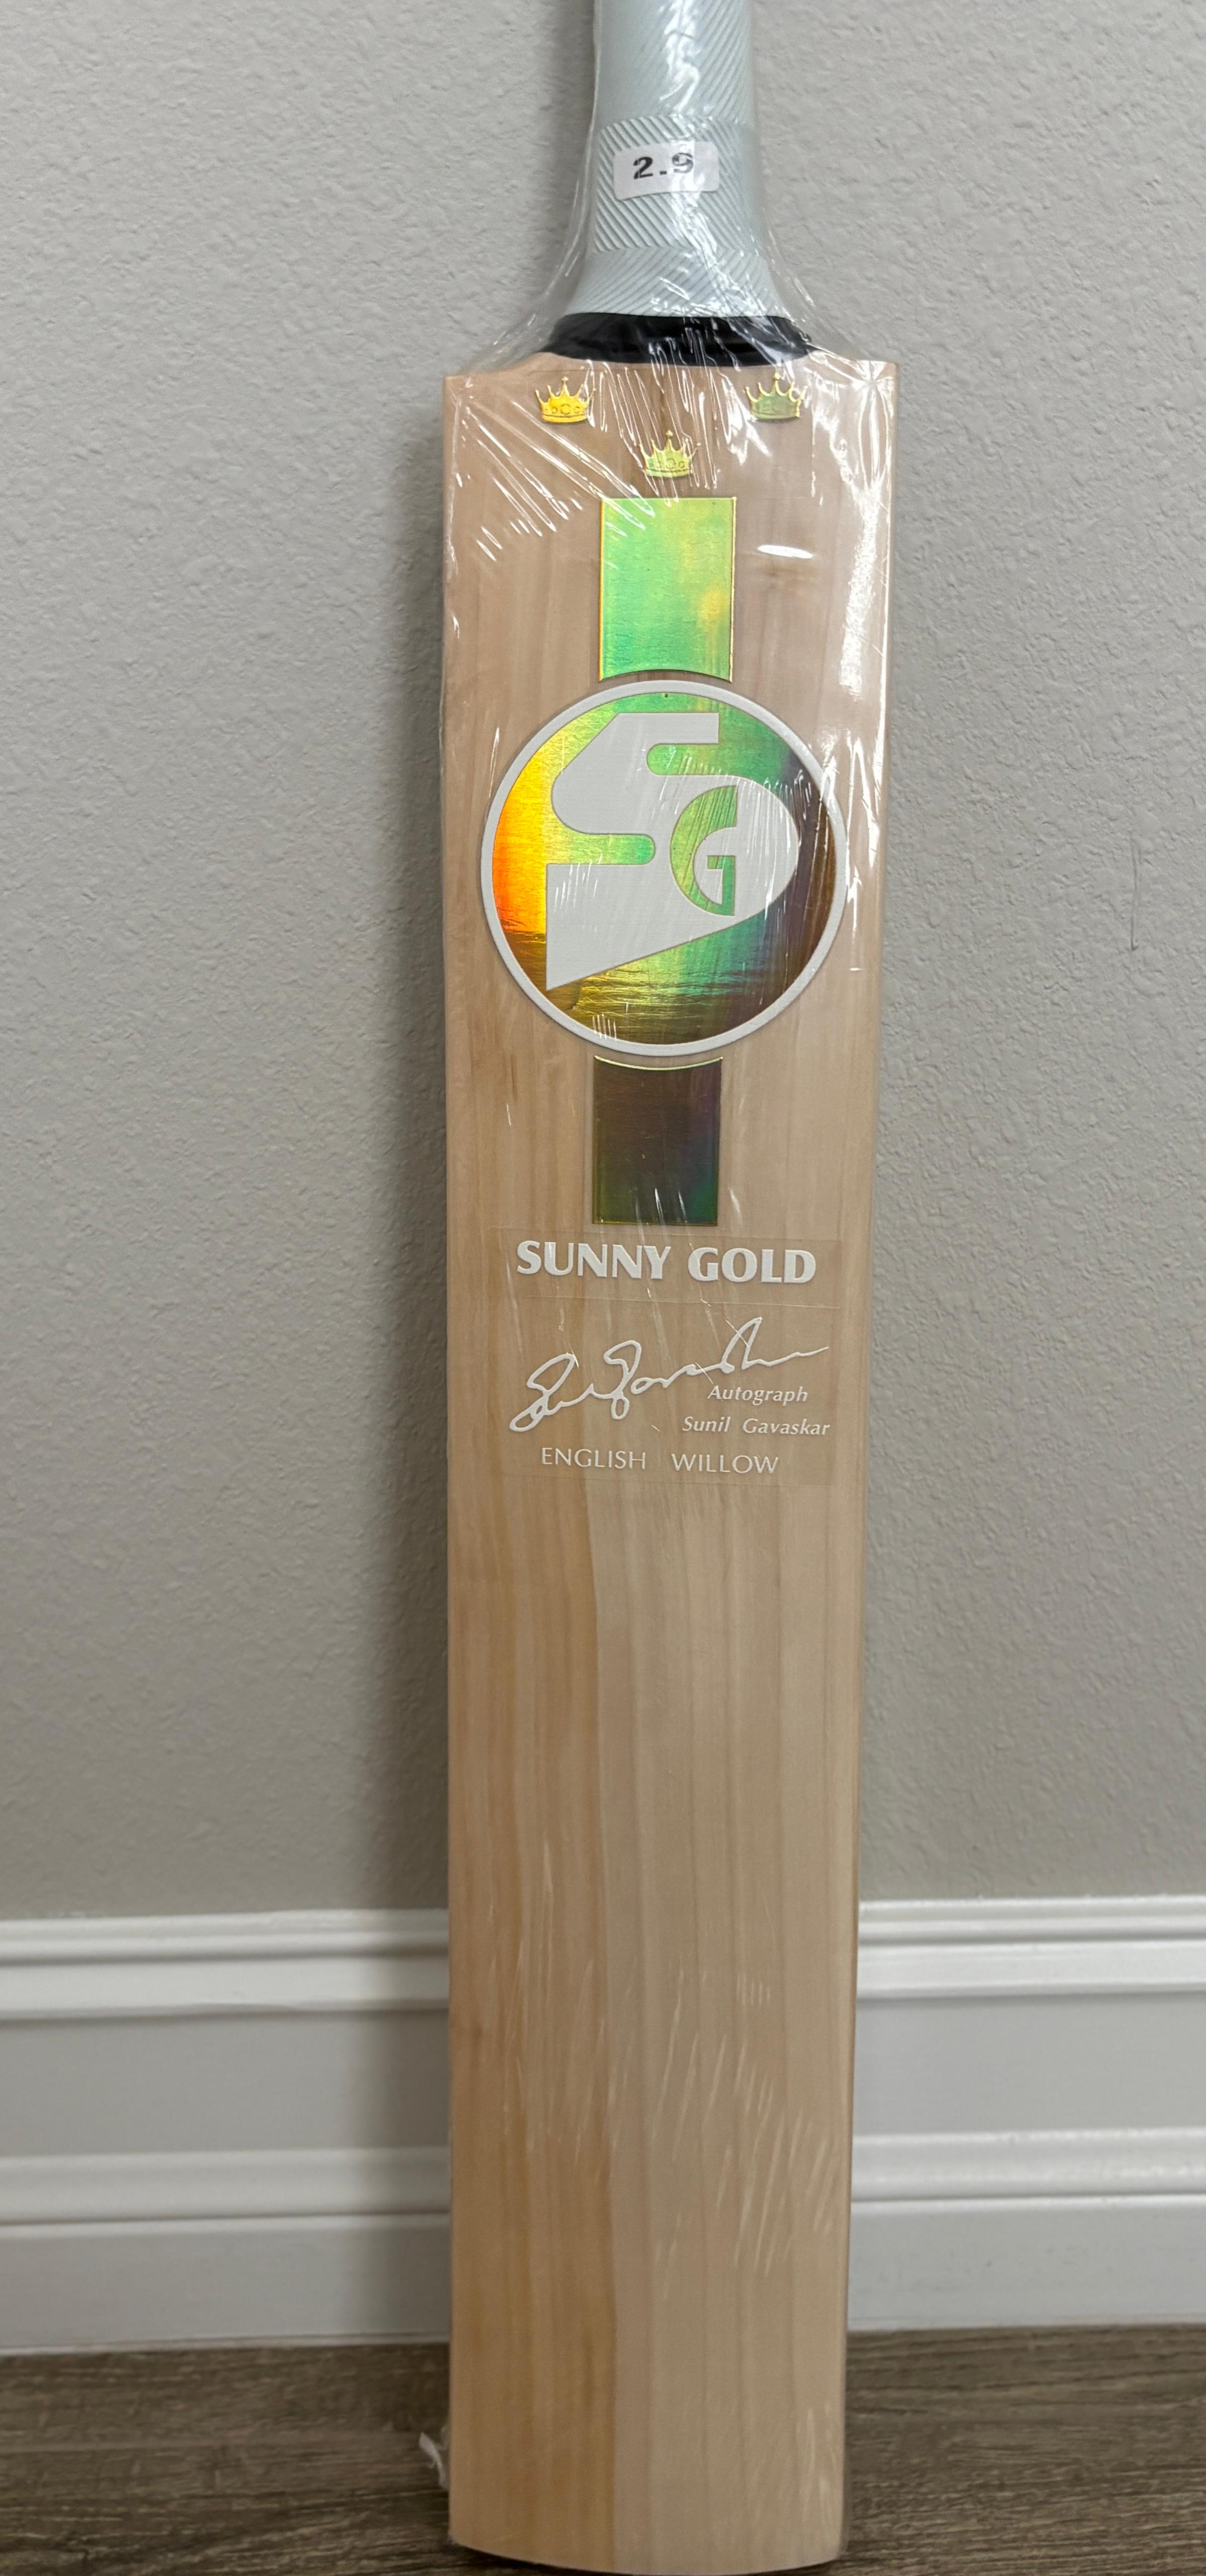 2.9
SG
SUNNY GOLD
Autograph
Sunil Gavaskar
ENGLISH WILLOW